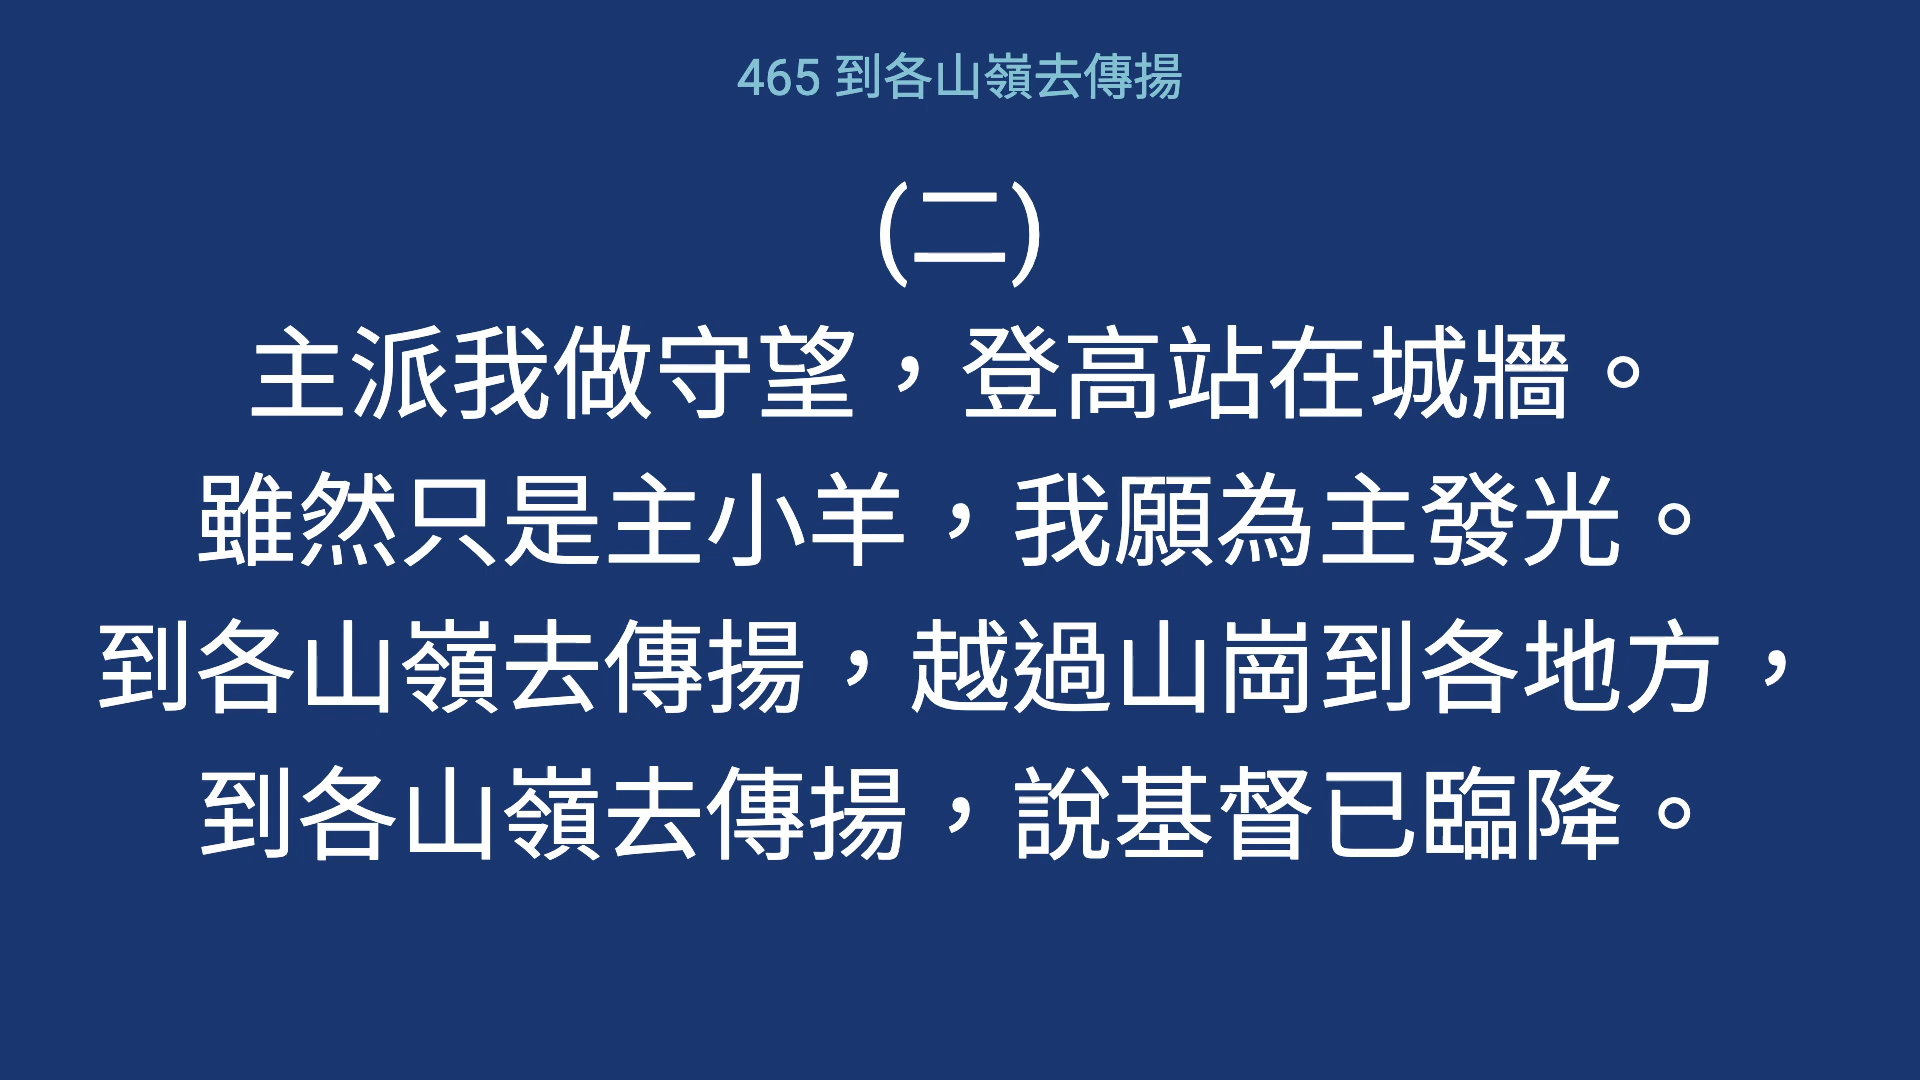 465 到各山嶺去傳揚
(二)
主派我做守望，登高站在城牆。
雖然只是主小羊，我願為主發光。
到各山嶺去傳揚，越過山崗到各地方，
到各山嶺去傳揚，說基督已臨降。